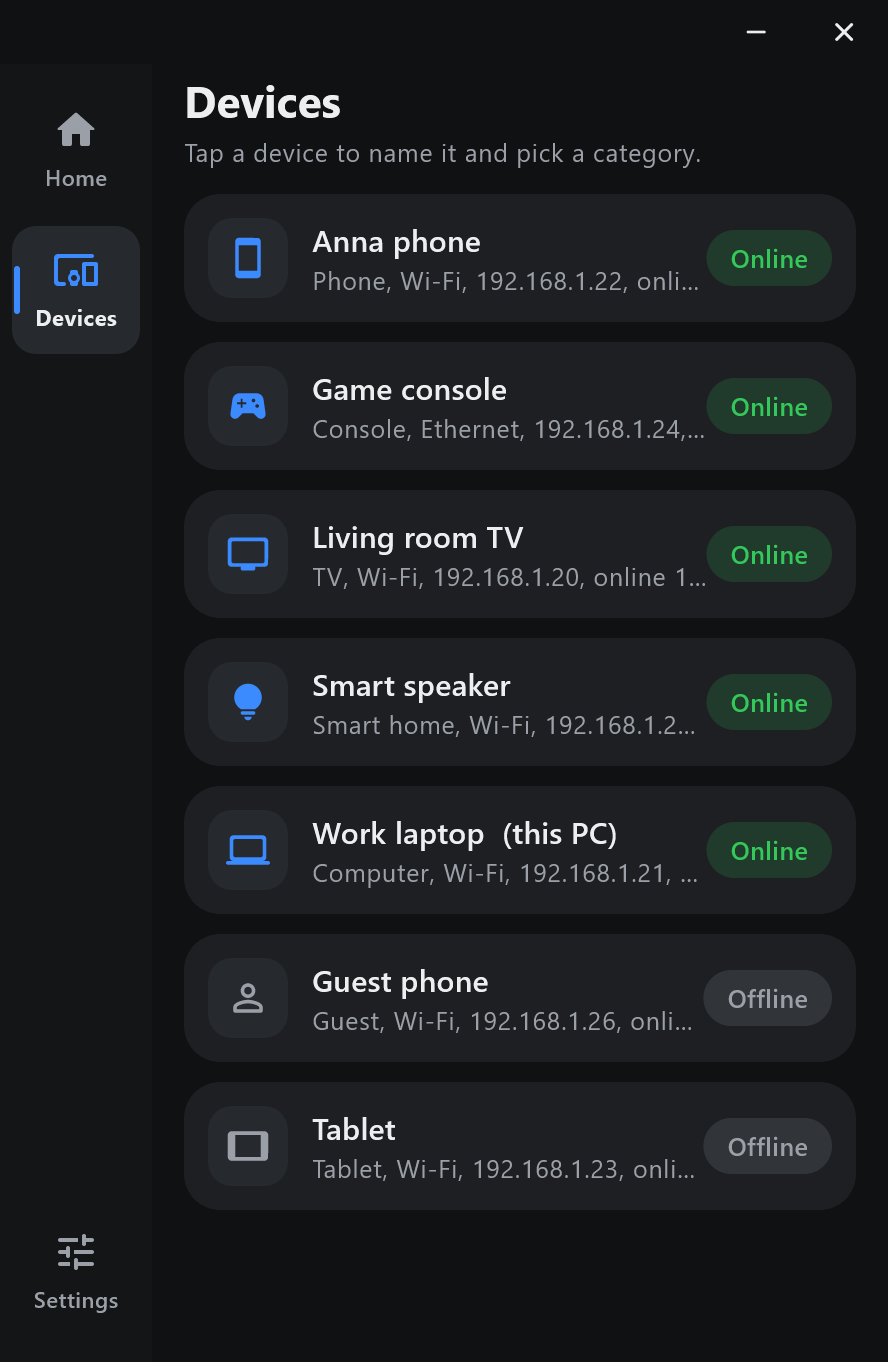 Devices
Tap a device to name it and pick a category.
Home
Devices
Anna phone
Phone, Wi-Fi, 192.168.1.22, onli...
Online
Game console
Console, Ethernet, 192.168.1.24,...
Online
Living room TV
TV, Wi-Fi, 192.168.1.20, online 1...
Online
Smart speaker
Smart home, Wi-Fi, 192.168.1.2...
Online
Work laptop  (this PC)
Computer, Wi-Fi, 192.168.1.21, ...
Online
Guest phone
Guest, Wi-Fi, 192.168.1.26, onli...
Offline
Tablet
Tablet, Wi-Fi, 192.168.1.23, onli...
Offline
Settings